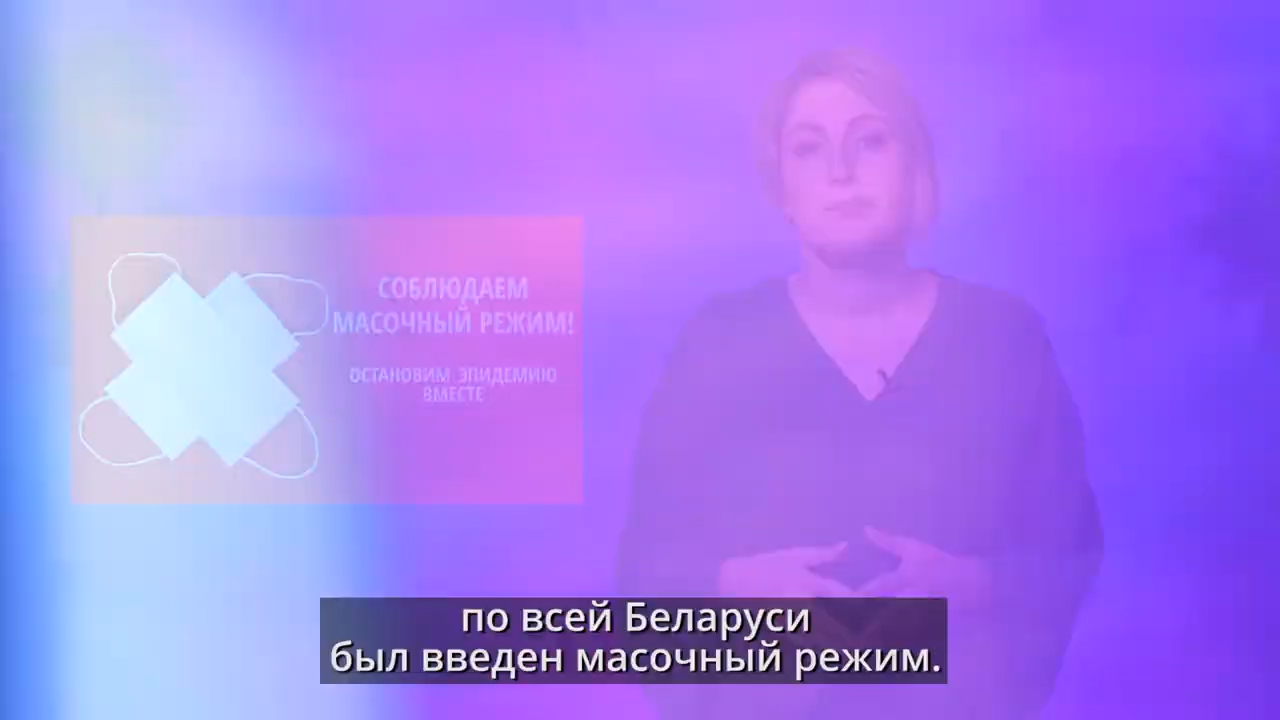 СОБЛЮДАЕМ
МАСОЧНЫЙ РЕЖИМ!
ОСТАНОВИМ ЭПИДЕМИЮ
ВМЕСТЕ
по всей Беларуси
был введен масочный режим.